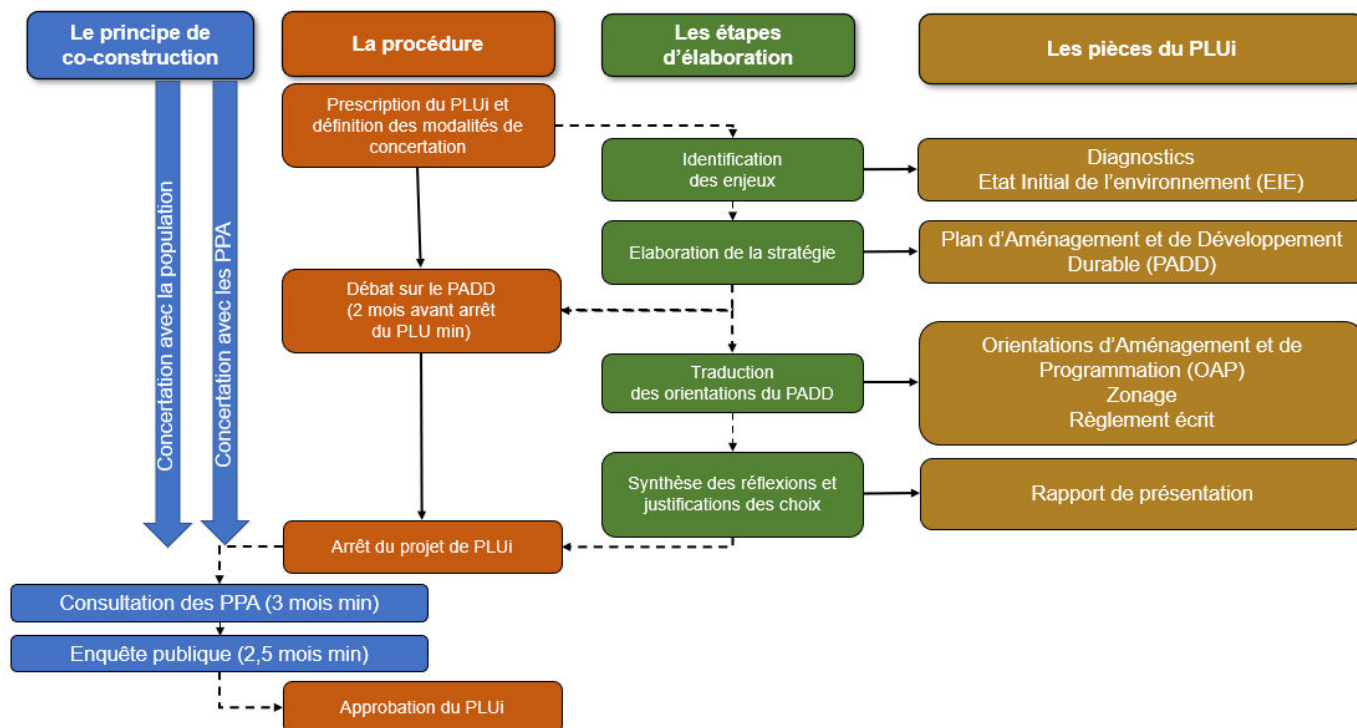 Le principe de
co-construction
La procédure
Les étapes
d'élaboration
Les pièces du PLUi
Concertation avec la population
Concertation avec les PPA
Prescription du PLUi et
définition des modalités de
concertation
Identification
des enjeux
Diagnostics
Etat Initial de l'environnement (EIE)
Elaboration de la stratégie
Plan d'Aménagement et de Développement
Durable (PADD)
Débat sur le PADD
(2 mois avant arrêt
du PLU min)
Traduction
des orientations du PADD
Orientations d'Aménagement et de
Programmation (OAP)
Zonage
Règlement écrit
Synthèse des réflexions et
justifications des choix
Rapport de présentation
Arrêt du projet de PLUi
Consultation des PPA (3 mois min)
Enquête publique (2,5 mois min)
Approbation du PLUi